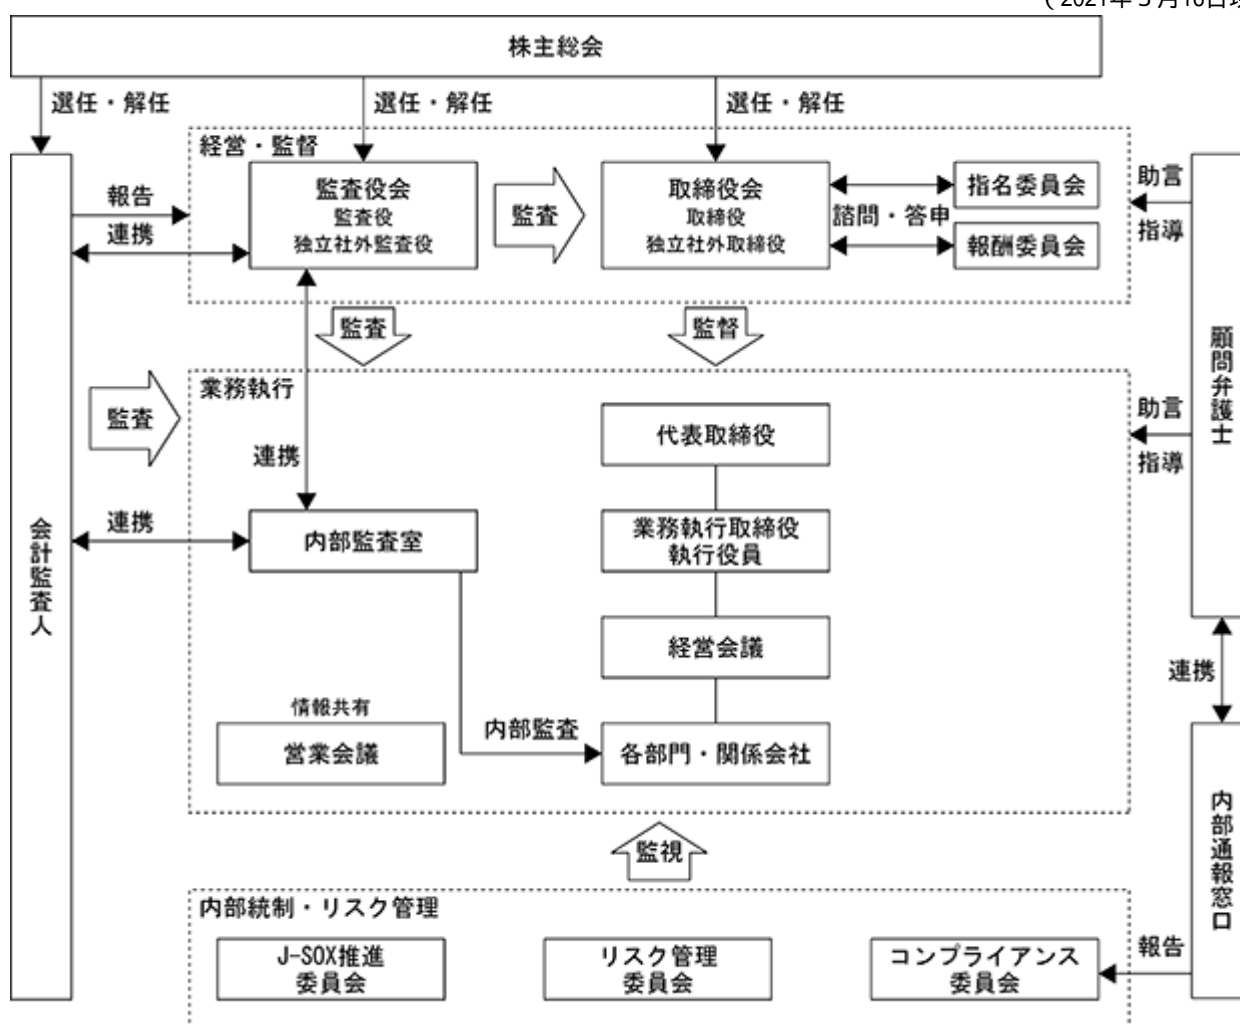 株主総会
選任・解任
選任・解任
選任・解任
経営・監督
監査役会
監査役
独立社外監査役
監査
取締役会
取締役
独立社外取締役
諮問・答申
指名委員会
報酬委員会
報告
連携
助言
指導
監査
監督
業務執行
監査
連携
連携
内部監査室
代表取締役
業務執行取締役
執行役員
経営会議
各部門・関係会社
内部監査
情報共有
営業会議
助言
指導
顧問弁護士
会計監査人
連携
内部通報窓口
監視
内部統制・リスク管理
J-SOX推進
委員会
リスク管理
委員会
コンプライアンス
委員会
報告